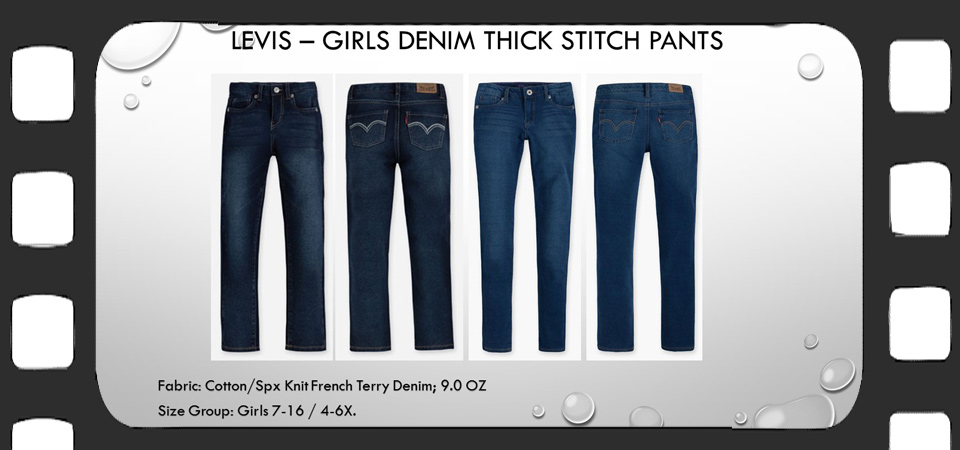 LEVIS – GIRLS DENIM THICK STITCH PANTS
Fabric: Cotton/Spx Knit French Terry Denim; 9.0 OZ
Size Group: Girls 7-16 / 4-6X.